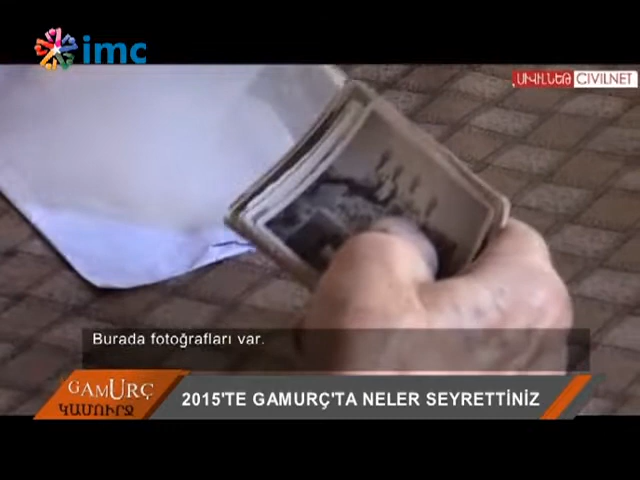 imc
ՍԻՎԻԼՆԵԹ CIVILNET
Burada fotoğrafları var.
GAMURÇ
ԿԱՄՈՒՐՋ
2015'TE GAMURÇ'TA NELER SEYRETTİNİZ